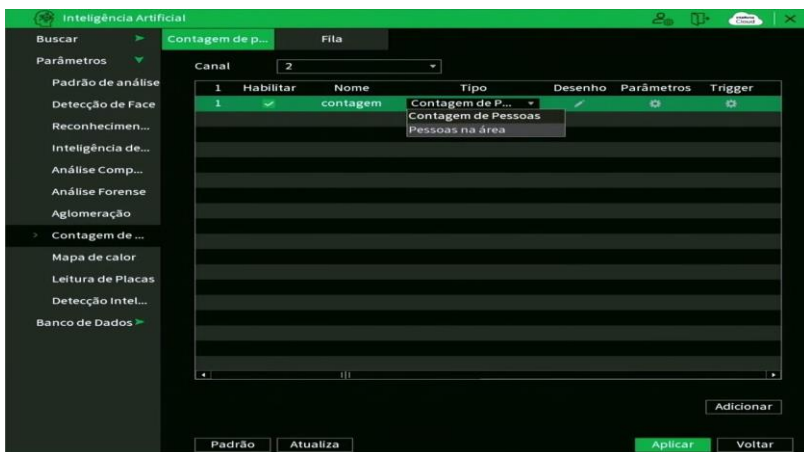 Inteligência Artificial
Cloud
Buscar
Contagem de p...
Fila
Parâmetros
Canal
2
Padrão de análise
1 Habilitar Nome Tipo Desenho Parâmetros Trigger
Detecção de Face
1 contagem Contagem de P...
Contagem de Pessoas
Pessoas na área
Reconhecimen...
Inteligência de...
Análise Comp...
Análise Forense
Aglomeração
Contagem de ...
Mapa de calor
Leitura de Placas
Detecção Intel...
Banco de Dados
Adicionar
Padrão
Atualiza
Aplicar
Voltar